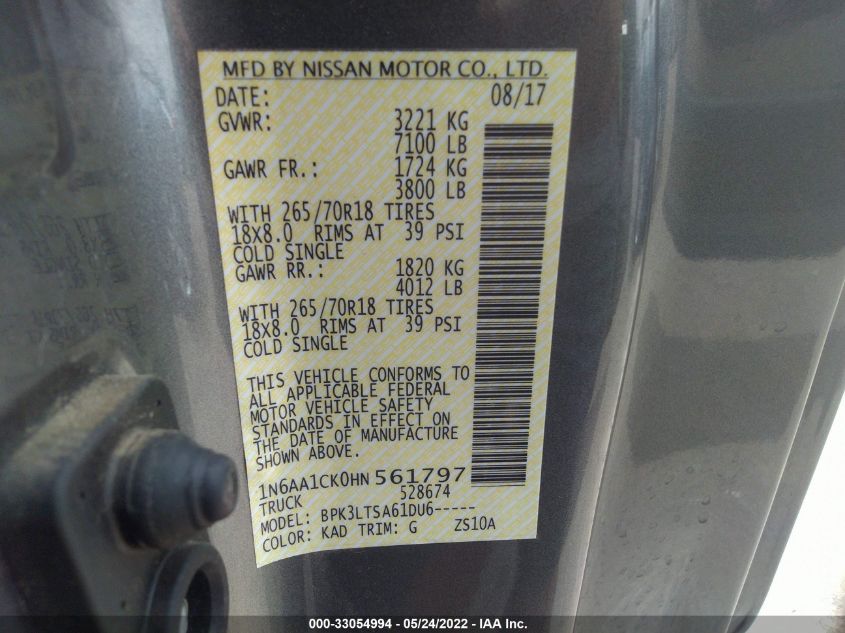 MFD BY NISSAN MOTOR CO., LTD.
DATE: 08/17
GVWR: 3221 KG
7100 LB
GAWR FR.: 1724 KG
3800 LB
WITH 265/70R18 TIRES
18X8.0 RIMS AT 39 PSI
COLD SINGLE
GAWR RR.: 1820 KG
4012 LB
WITH 265/70R18 TIRES
18X8.0 RIMS AT 39 PSI
COLD SINGLE
THIS VEHICLE CONFORMS TO
ALL APPLICABLE FEDERAL
MOTOR VEHICLE SAFETY
STANDARDS IN EFFECT ON
THE DATE OF MANUFACTURE
SHOWN ABOVE.
1N6AA1CK0HN561797
TRUCK 528674
MODEL: BPK3LTSA61DU6-----
COLOR: KAD TRIM: G ZS10A
000-33054994 - 05/24/2022 - IAA Inc.